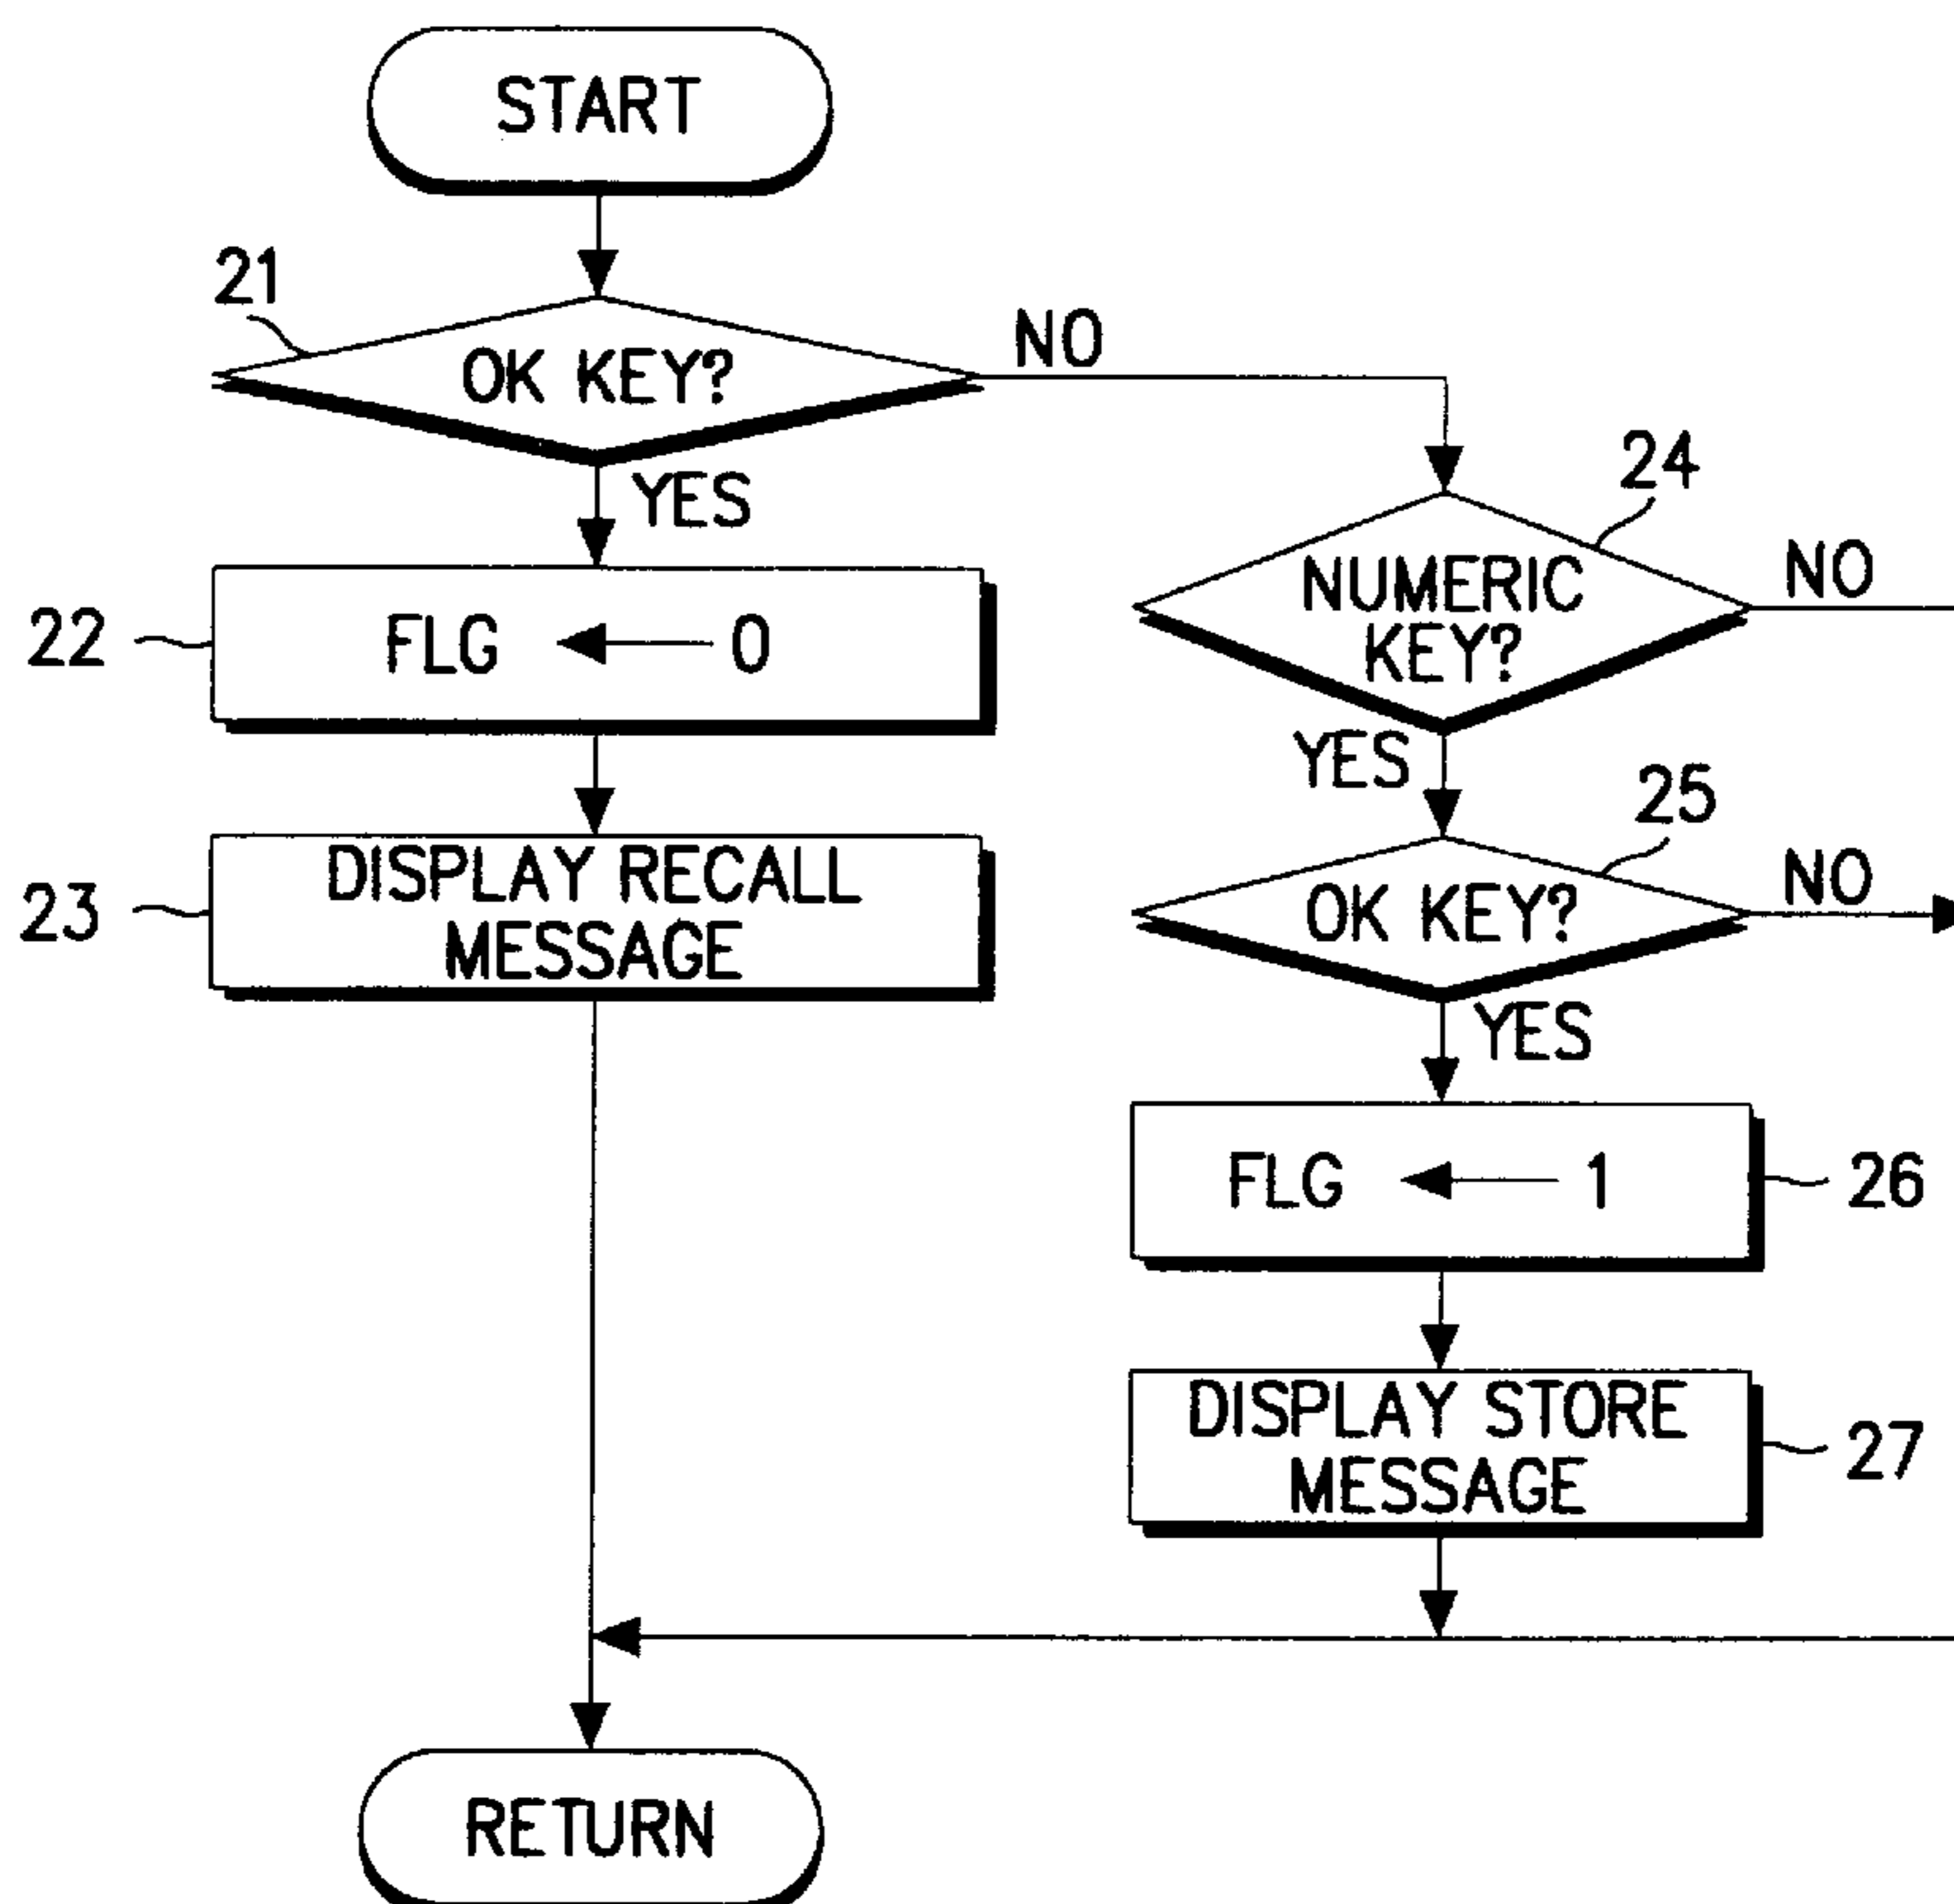 START
21
OK KEY?
NO
YES
24
NUMERIC
KEY?
NO
22
FLG
0
YES
25
DISPLAY RECALL
MESSAGE
23
OK KEY?
NO
YES
FLG
1
26
DISPLAY STORE
MESSAGE
27
RETURN